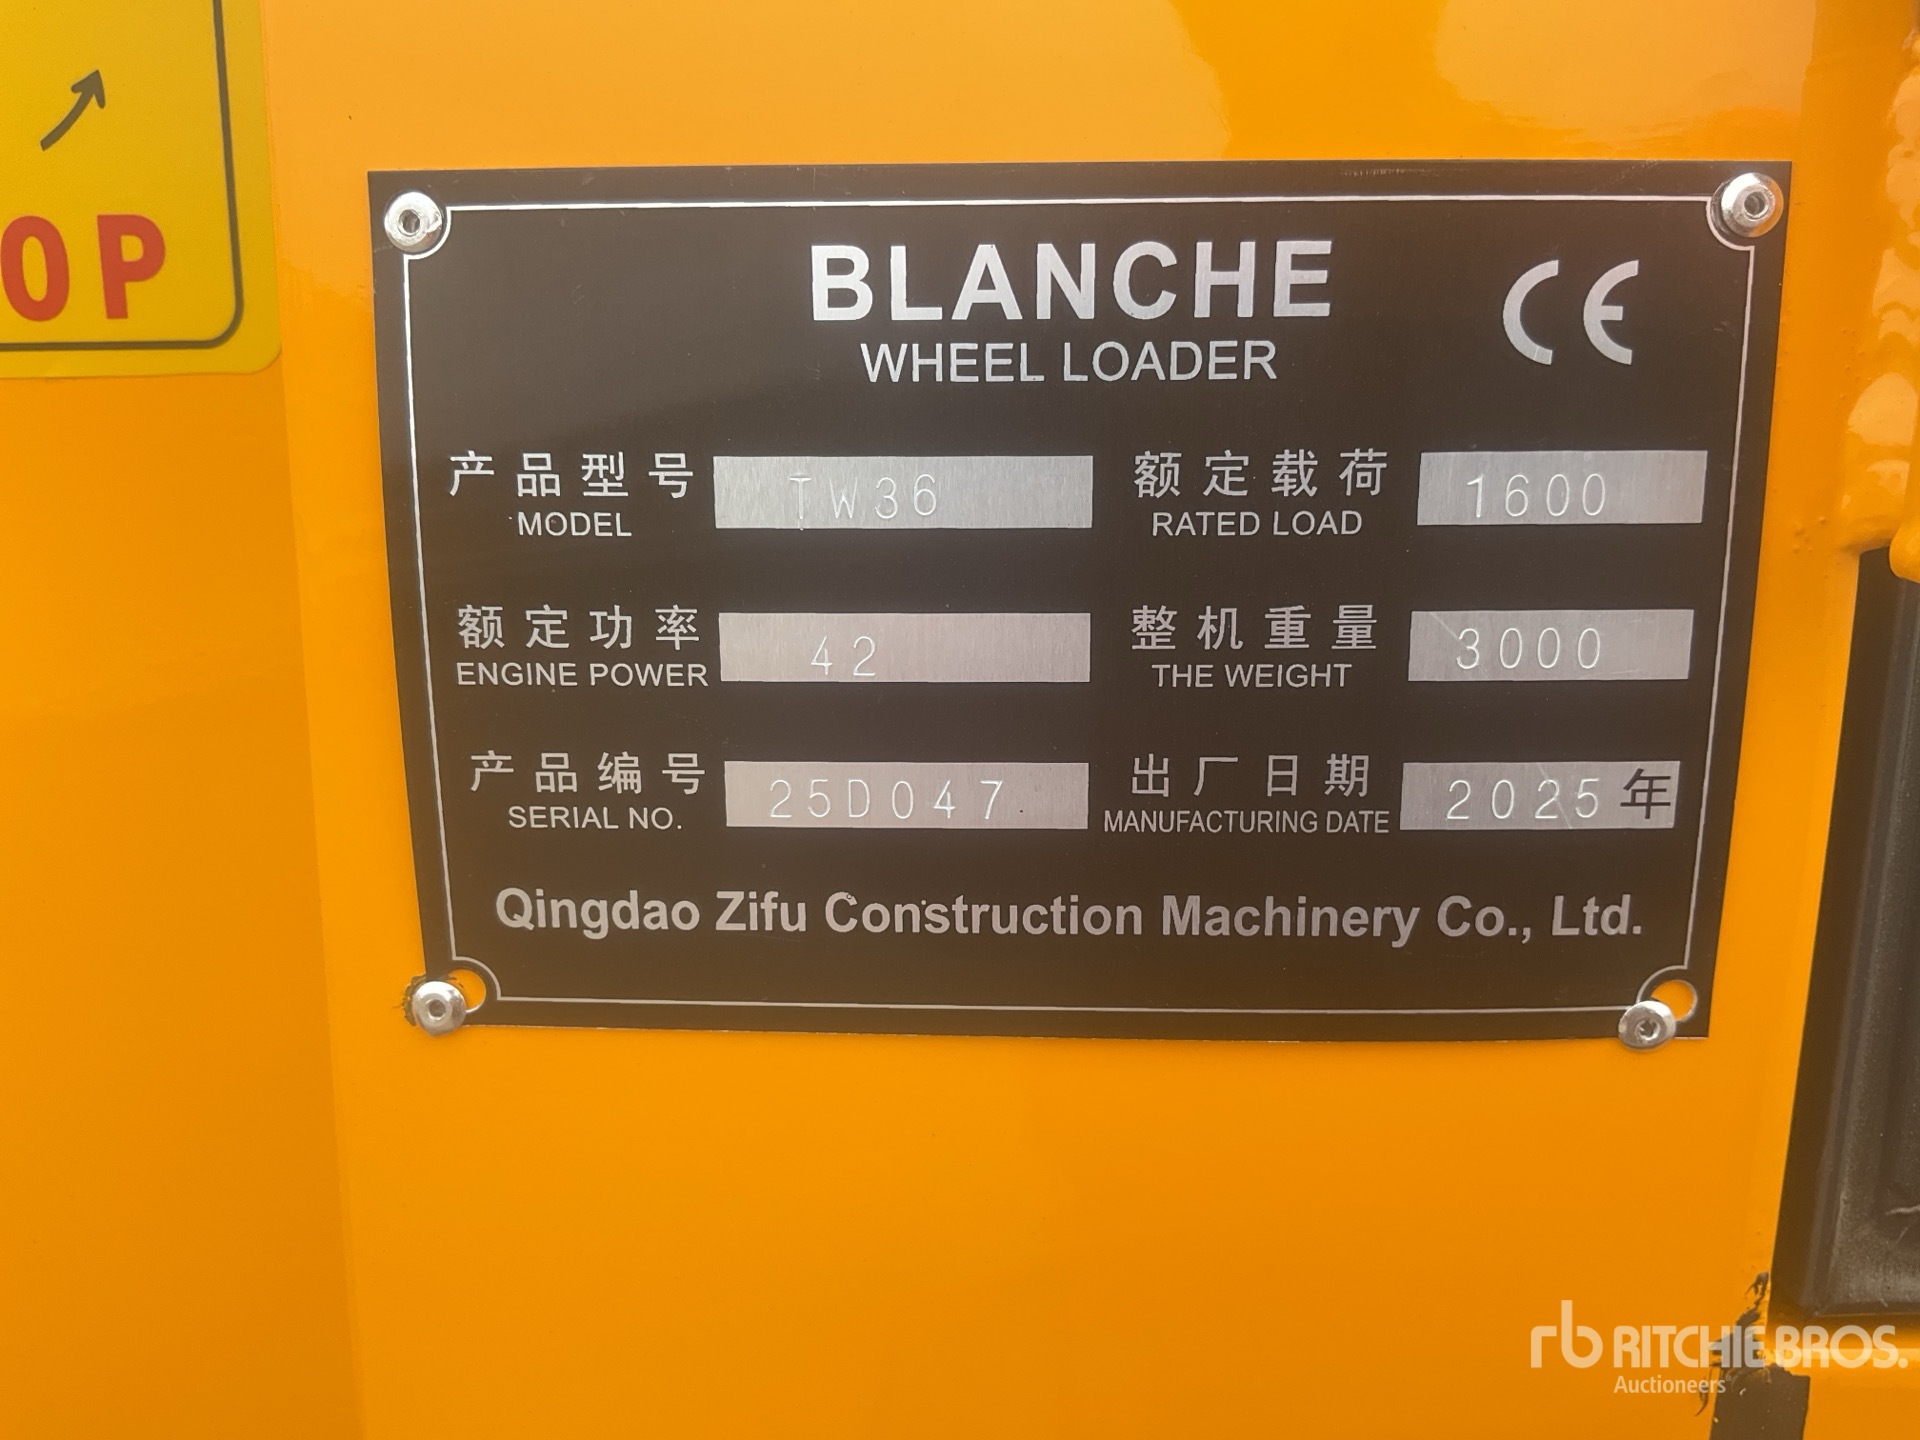 OP
BLANCHE
CE
WHEEL LOADER
产品型号 TW36 额定载荷 1600
MODEL RATED LOAD
额定功率 42 整机重量 3000
ENGINE POWER THE WEIGHT
产品编号 25D047 出厂日期 2025年
SERIAL NO. MANUFACTURING DATE
Qingdao Zifu Construction Machinery Co., Ltd.
rb RITCHIE BROS.
Auctioneers